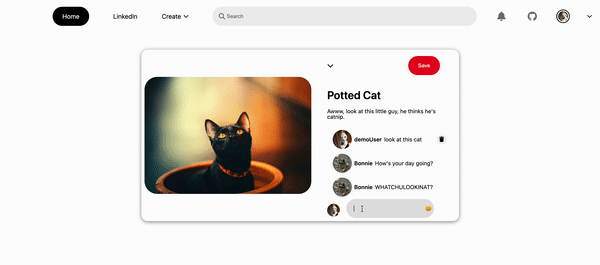 Home
LinkedIn
Create
Search
Save
Potted Cat
Awww, look at this little guy, he thinks he's
catnip.
demoUser look at this cat
Bonnie How's your day going?
Bonnie WHATCHULOOKINAT?